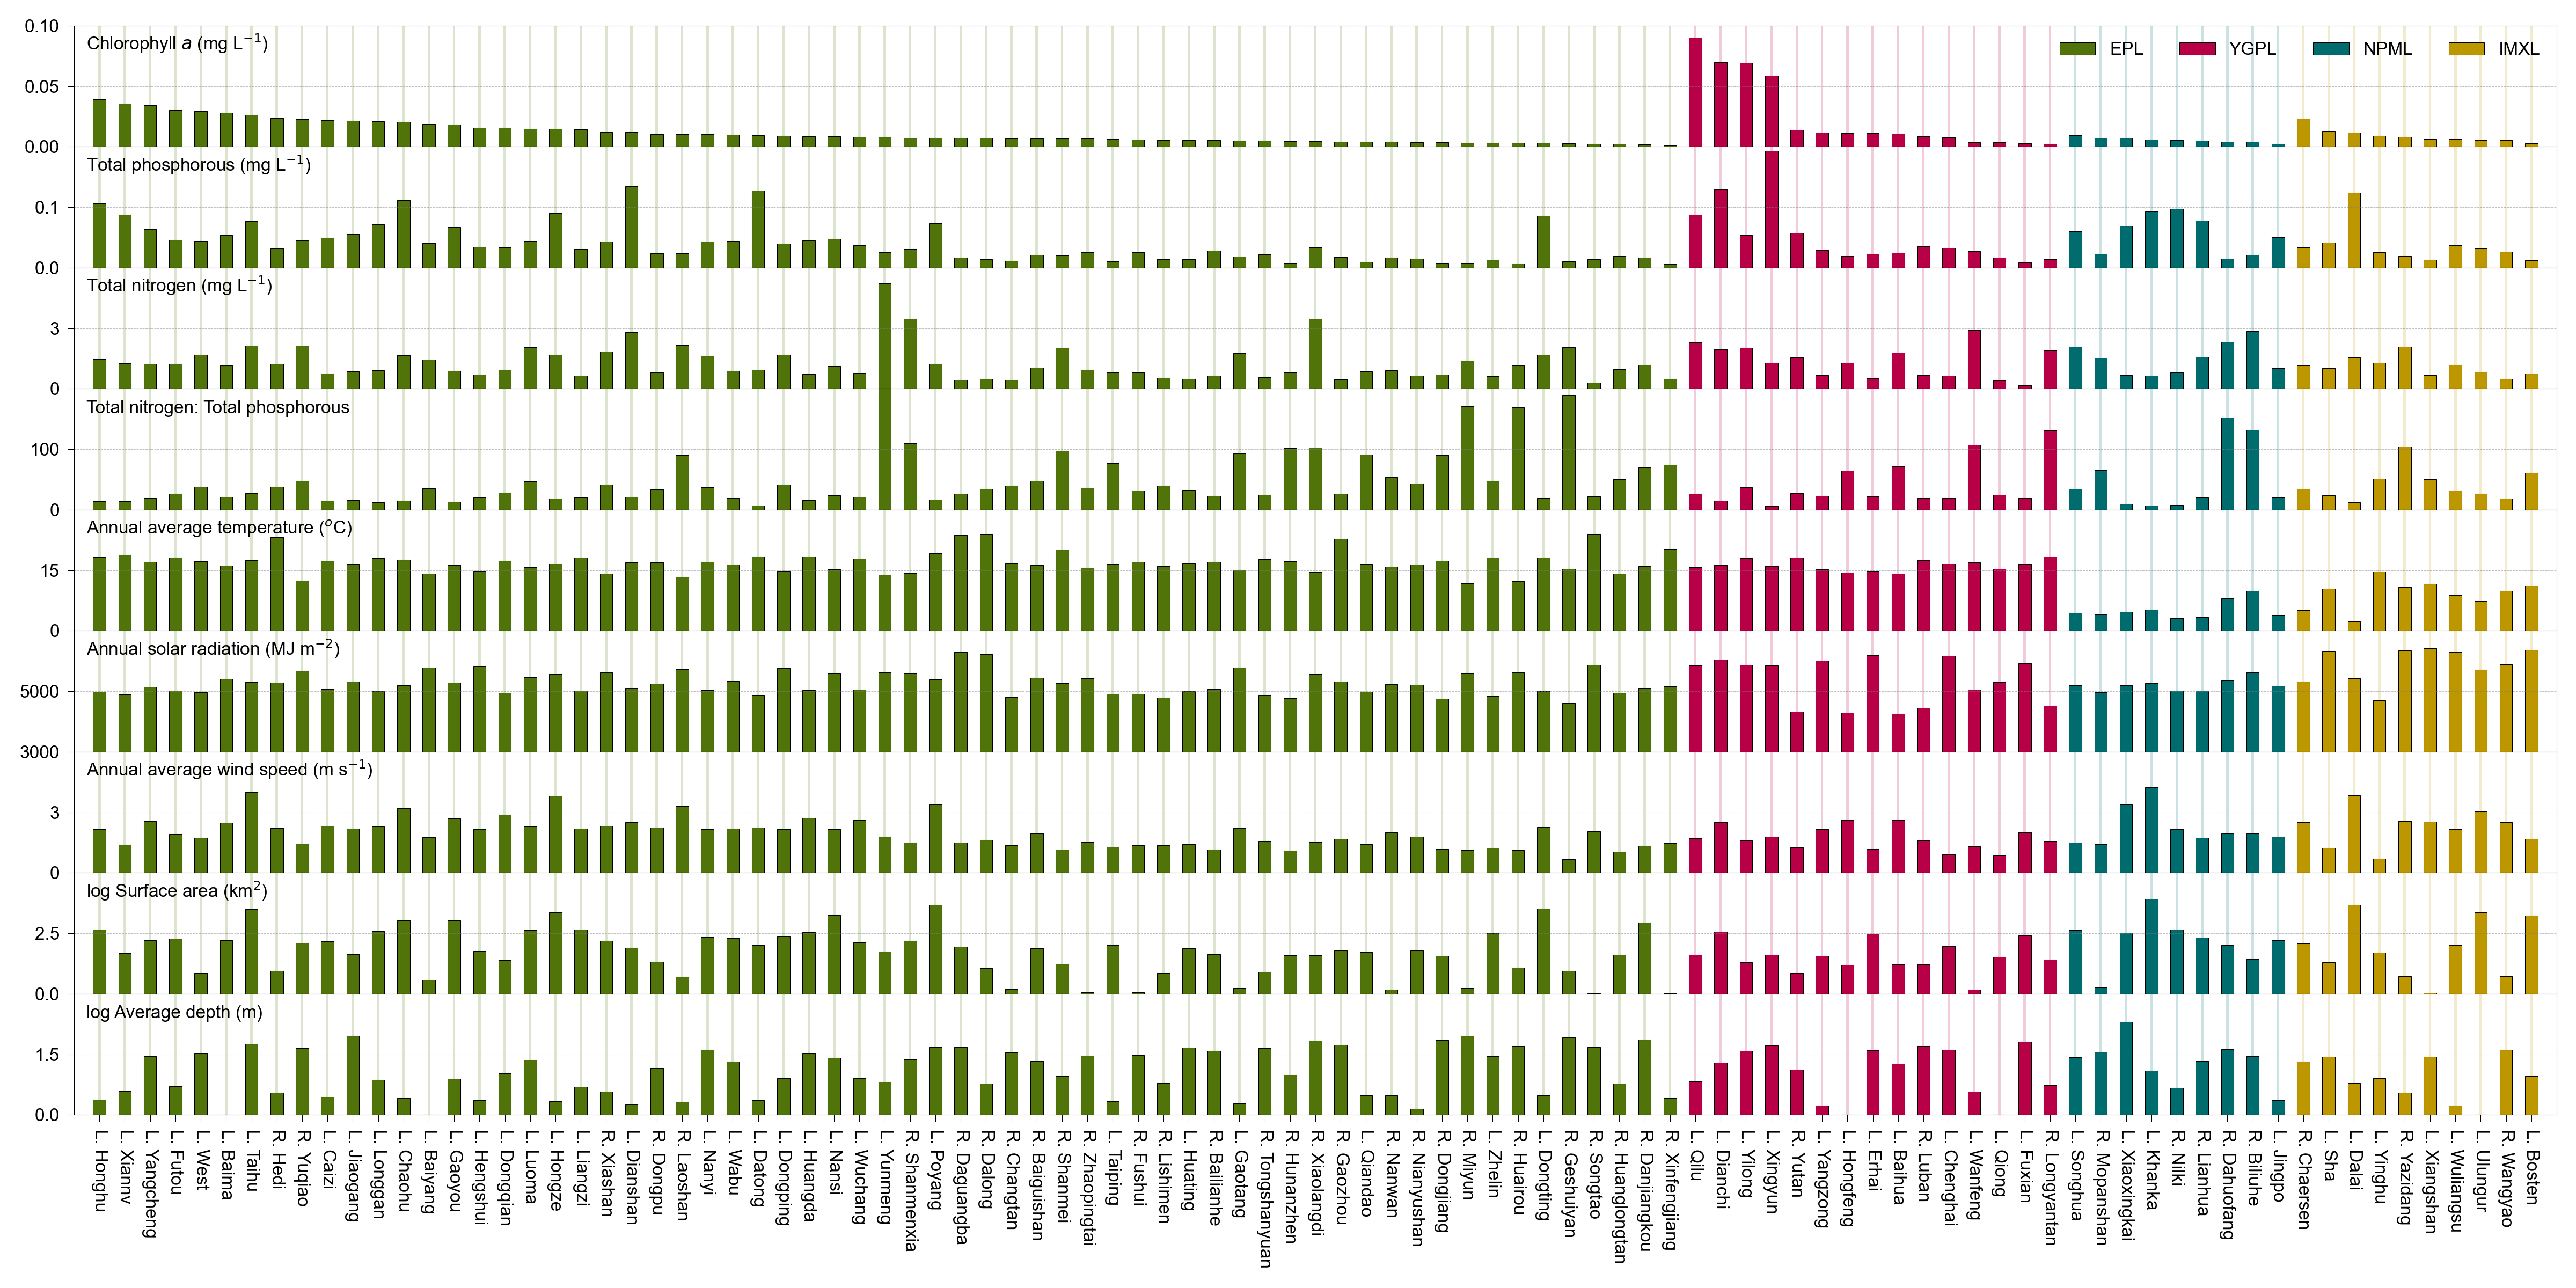 0.10
Chlorophyll a (mg L⁻¹)
EPL
YGPL
NPML
IMXL
0.05
0.00
Total phosphorous (mg L⁻¹)
0.1
0.0
Total nitrogen (mg L⁻¹)
3
0
Total nitrogen: Total phosphorous
100
0
Annual average temperature (°C)
15
0
Annual solar radiation (MJ m⁻²)
5000
3000
Annual average wind speed (m s⁻¹)
3
0
log Surface area (km²)
2.5
0.0
log Average depth (m)
1.5
0.0
L. Honghu
L. Xiannv
L. Yangcheng
L. Futou
L. West
L. Baima
L. Taihu
R. Hedi
R. Yuqiao
L. Caizi
L. Jiaogang
L. Longgan
L. Chaohu
L. Baiyang
L. Gaoyou
L. Hengshui
L. Dongqian
L. Luoma
L. Hongze
L. Liangzi
R. Xiashan
L. Dianshan
R. Dongpu
R. Laoshan
L. Nanyi
L. Wabu
L. Datong
L. Dongping
L. Huangda
L. Nansi
L. Wuchang
L. Yunmeng
R. Shanmenxia
L. Poyang
R. Daguangba
R. Dalong
R. Changtan
R. Baiguishan
R. Shanmei
R. Zhaopingtai
L. Taiping
R. Fushui
R. Lishimen
L. Huating
R. Bailianhe
L. Gaotang
R. Tongshanyuan
R. Hunanzhen
R. Xiaolangdi
R. Gaozhou
L. Qiandao
R. Nanwan
R. Nianyushan
R. Dongjiang
R. Miyun
L. Zhelin
R. Huairou
L. Dongting
R. Geshuiyan
R. Songtao
R. Huanglongtan
R. Danjiangkou
R. Xinfengjiang
L. Qilu
L. Dianchi
L. Yilong
L. Xingyun
R. Yutan
L. Yangzong
L. Hongfeng
L. Erhai
L. Baihua
R. Luban
L. Chenghai
L. Wanfeng
L. Qiong
L. Fuxian
R. Longyantan
L. Songhua
R. Mopanshan
L. Xiaoxingkai
L. Khanka
R. Nilki
R. Lianhua
R. Dahuofang
R. Biliuhe
L. Jingpo
R. Chaersen
L. Sha
L. Dalai
L. Yinghu
R. Yazidang
R. Xiangshan
L. Wuliangsu
L. Ulungur
R. Wangyao
L. Bosten